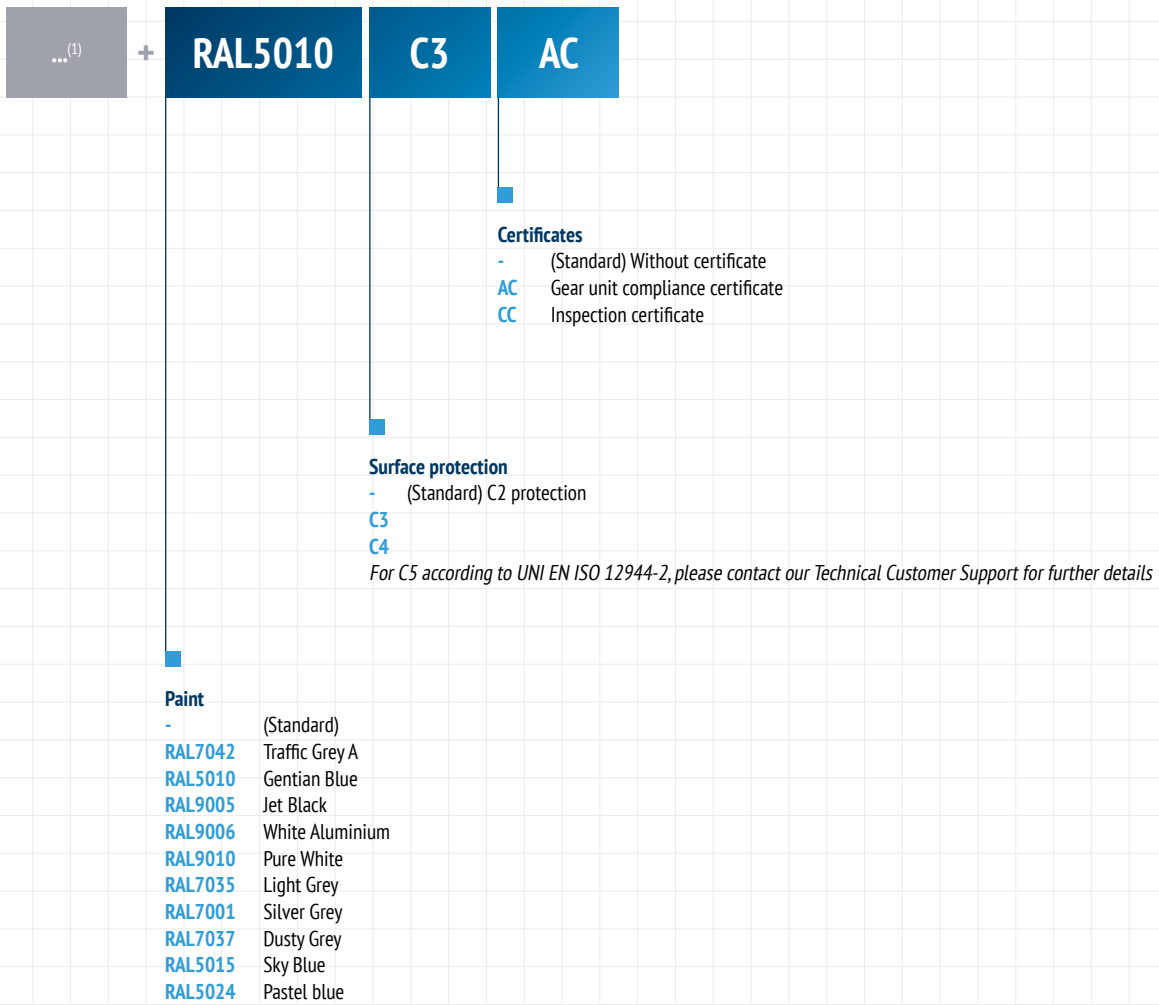 ...(1) + RAL5010 C3 AC
Certificates
- (Standard) Without certificate
AC Gear unit compliance certificate
CC Inspection certificate
Surface protection
- (Standard) C2 protection
C3
C4
For C5 according to UNI EN ISO 12944-2, please contact our Technical Customer Support for further details
Paint
- (Standard)
RAL7042 Traffic Grey A
RAL5010 Gentian Blue
RAL9005 Jet Black
RAL9006 White Aluminium
RAL9010 Pure White
RAL7035 Light Grey
RAL7001 Silver Grey
RAL7037 Dusty Grey
RAL5015 Sky Blue
RAL5024 Pastel blue